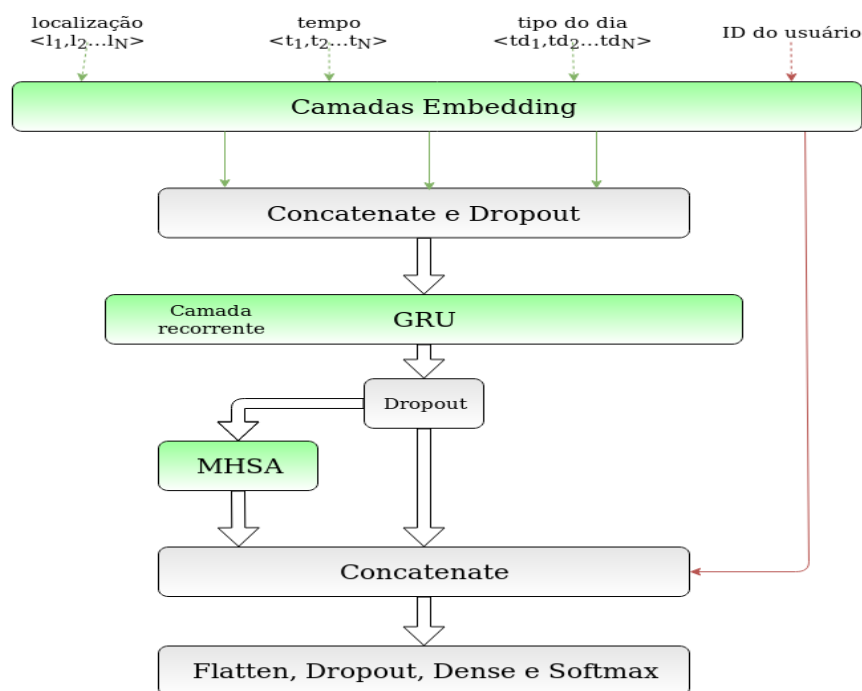 localização
<l1,l2...lN>
tempo
<t1,t2...tN>
tipo do dia
<td1,td2...tdN>
ID do usuário
Camadas Embedding
Concatenate e Dropout
Camada
recorrente
GRU
Dropout
MHSA
Concatenate
Flatten, Dropout, Dense e Softmax